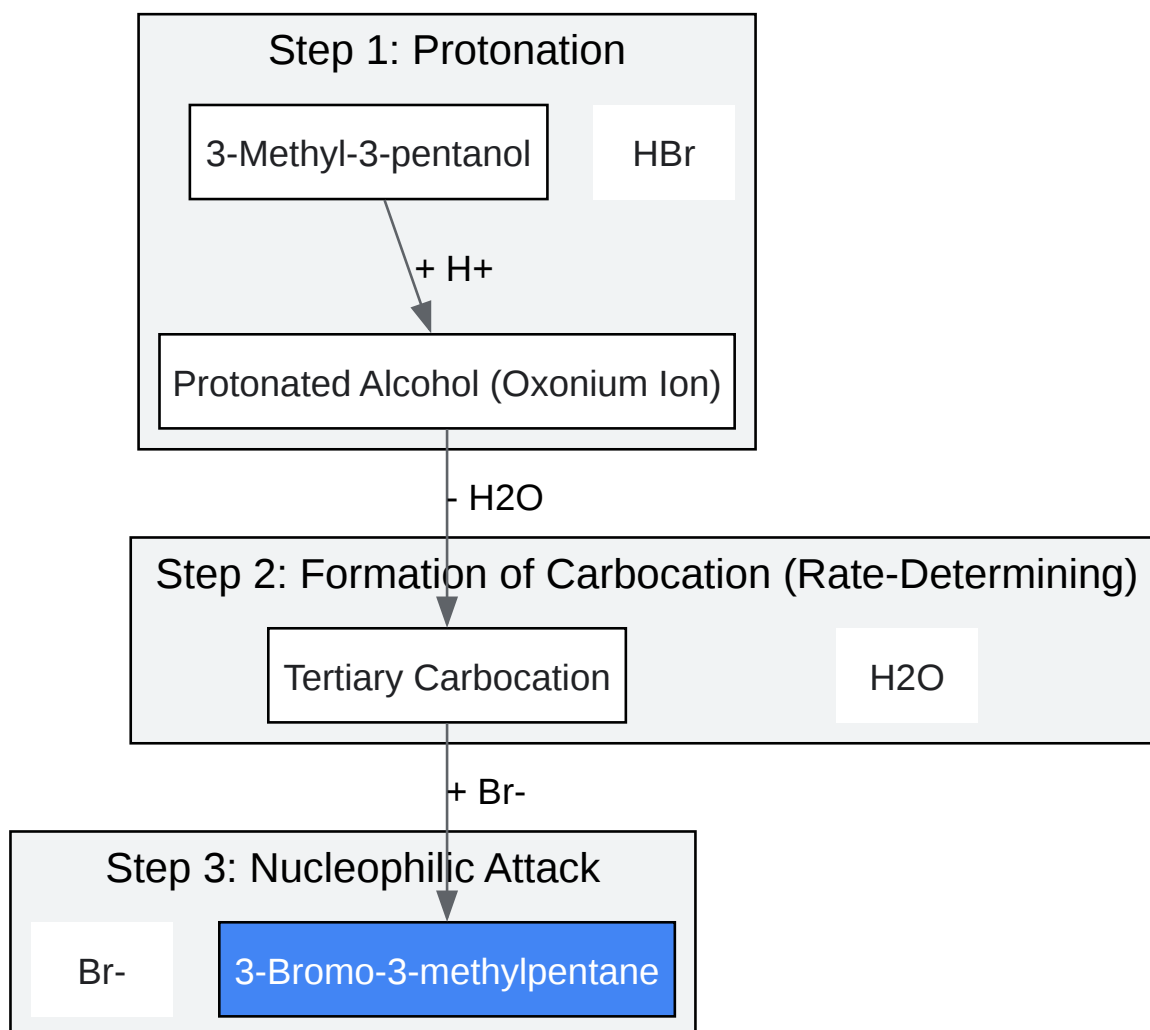 Step 1: Protonation
3-Methyl-3-pentanol
HBr
+ H+
Protonated Alcohol (Oxonium Ion)
- H2O
Step 2: Formation of Carbocation (Rate-Determining)
Tertiary Carbocation
H2O
+ Br-
Step 3: Nucleophilic Attack
Br-
3-Bromo-3-methylpentane